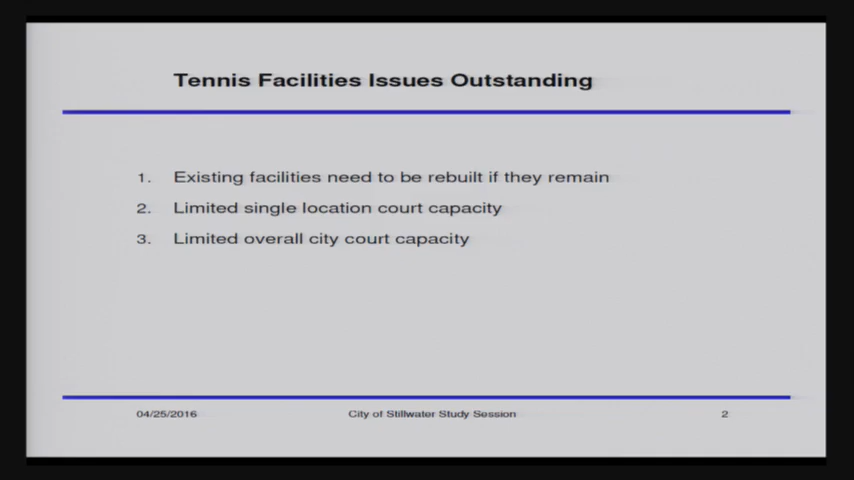 Tennis Facilities Issues Outstanding
1. Existing facilities need to be rebuilt if they remain
2. Limited single location court capacity
3. Limited overall city court capacity
04/25/2016 City of Stillwater Study Session 2